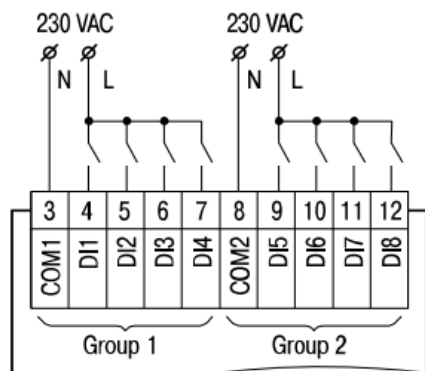 230 VAC 230 VAC
N L N L
3 4 5 6 7 8 9 10 11 12
COM1 DI1 DI2 DI3 DI4 COM2 DI5 DI6 DI7 DI8
Group 1 Group 2